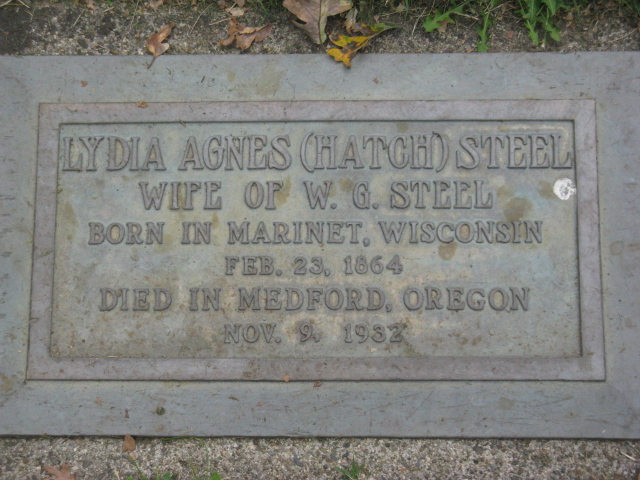 LYDIA AGNES (HATCH) STEEL
WIFE OF W. G. STEEL
BORN IN MARINET, WISCONSIN
FEB. 23, 1864
DIED IN MEDFORD, OREGON
NOV. 9, 1932